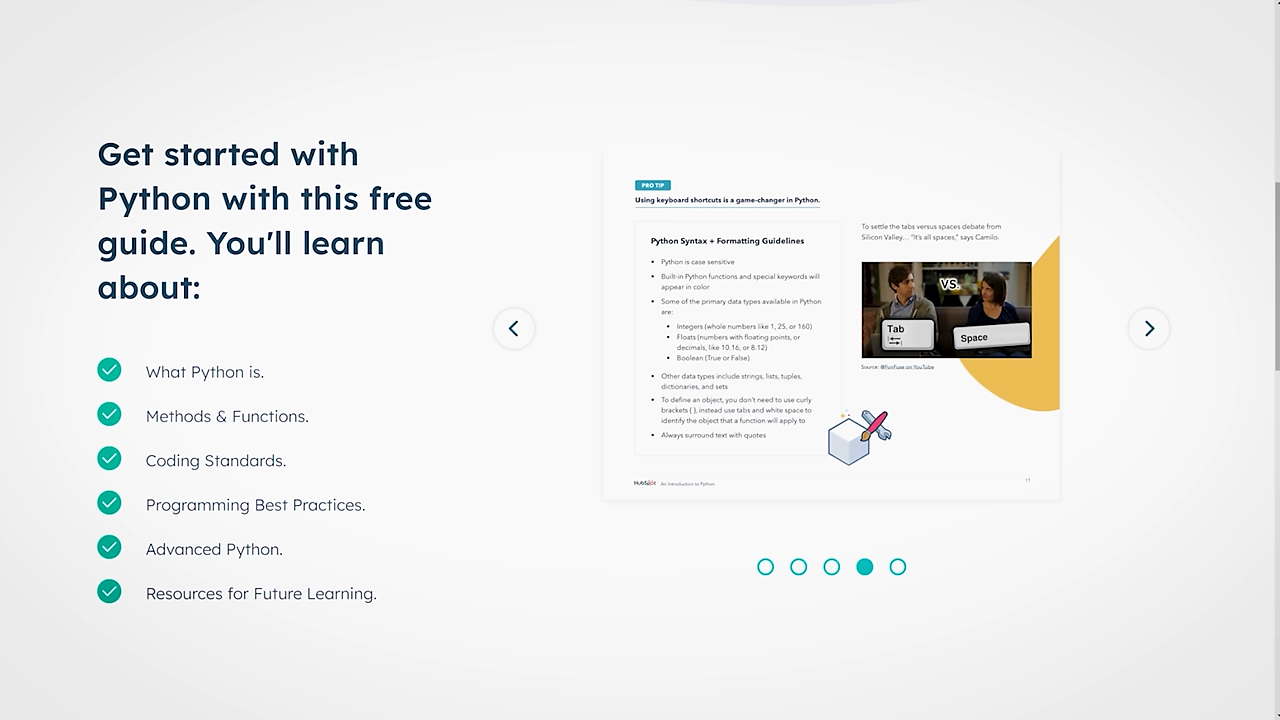 Get started with
Python with this free
guide. You'll learn
about:
What Python is.
Methods & Functions.
Coding Standards.
Programming Best Practices.
Advanced Python.
Resources for Future Learning.
PRO TIP
Using keyboard shortcuts is a game-changer in Python.
Python Syntax + Formatting Guidelines
• Python is case sensitive
• Built-in Python functions and special keywords will
appear in color
• Some of the primary data types available in Python
are:
• Integers (whole numbers like 1, 25, or 160)
• Floats (numbers with floating points, or
decimals, like 10.16, or 8.12)
• Boolean (True or False)
• Other data types include strings, lists, tuples,
dictionaries, and sets
• To define an object, you don't need to use curly
brackets { }, instead use tabs and white space to
identify the object that a function will apply to
• Always surround text with quotes
To settle the tabs versus spaces debate from
Silicon Valley... "It's all spaces," says Camilo.
VS.
Tab
Space
Source: @FunFuse on YouTube
HubSpot An Introduction to Python
11